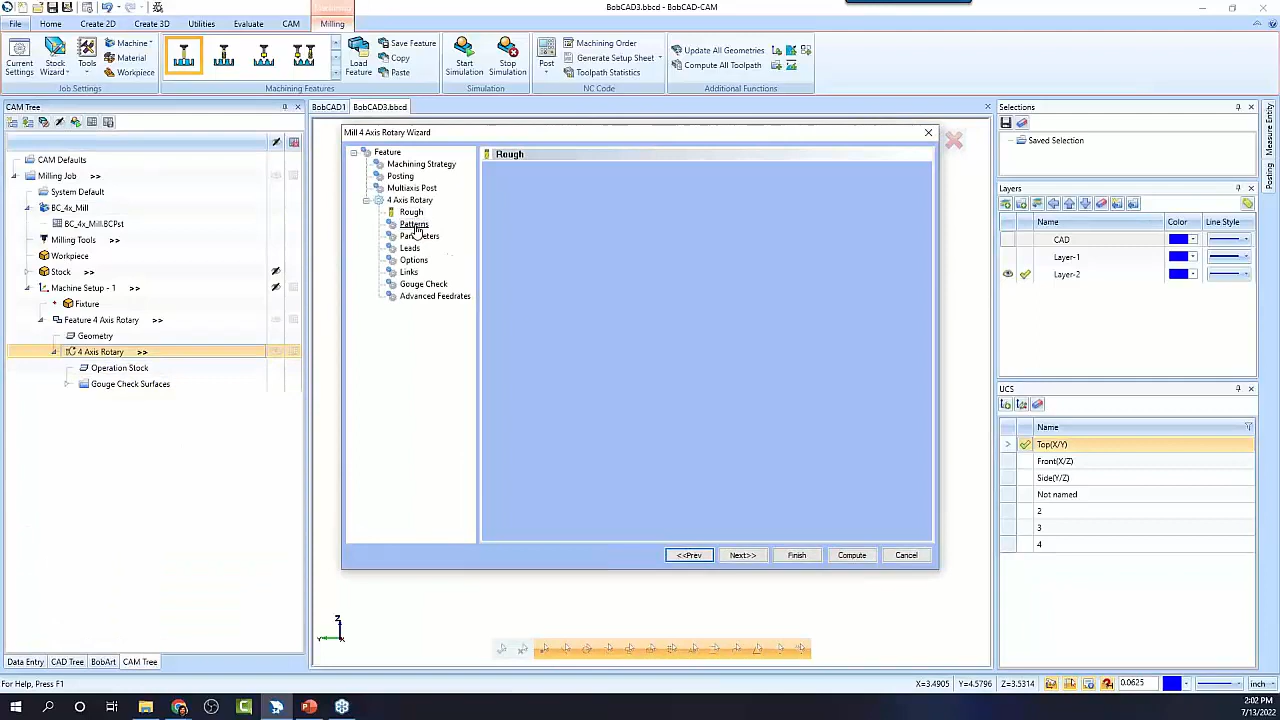 BobCAD3.bbcd - BobCAD-CAM
File
Home
Create 2D
Create 3D
Utilities
Evaluate
CAM
Milling
Current Settings
Stock Wizard
Tools
Machine
Material
Workpiece
Load Feature
Save Feature
Copy
Paste
Start Simulation
Stop Simulation
Post
Machining Order
Generate Setup Sheet
Toolpath Statistics
Update All Geometries
Compute All Toolpath
Job Settings
Machining Features
Simulation
NC Code
Additional Functions
CAM Tree
BobCAD1
BobCAD3.bbcd
CAM Defaults
Milling Job
System Default
BC_4x_Mill
BC_4x_Mill.BCPst
Milling Tools >>
Workpiece
Stock >>
Machine Setup - 1 >>
Fixture
Feature 4 Axis Rotary >>
Geometry
4 Axis Rotary >>
Operation Stock
Gouge Check Surfaces
Data Entry
CAD Tree
BobArt
CAM Tree
Mill 4 Axis Rotary Wizard
Feature
Machining Strategy
Posting
Multiaxis Post
4 Axis Rotary
Rough
Patterns
Parameters
Leads
Options
Links
Gouge Check
Advanced Feedrates
Rough
<<Prev
Next>>
Finish
Compute
Cancel
Z
Y
X
Selections
Saved Selection
Layers
Name
Color
Line Style
CAD
Layer-1
Layer-2
UCS
Name
Top(X/Y)
Front(X/Z)
Side(Y/Z)
Not named
2
3
4
Measure Entity
Posting
For Help, Press F1
X=3.4905
Y=4.5796
Z=3.5314
0.0625
inch
2:02 PM
7/13/2022